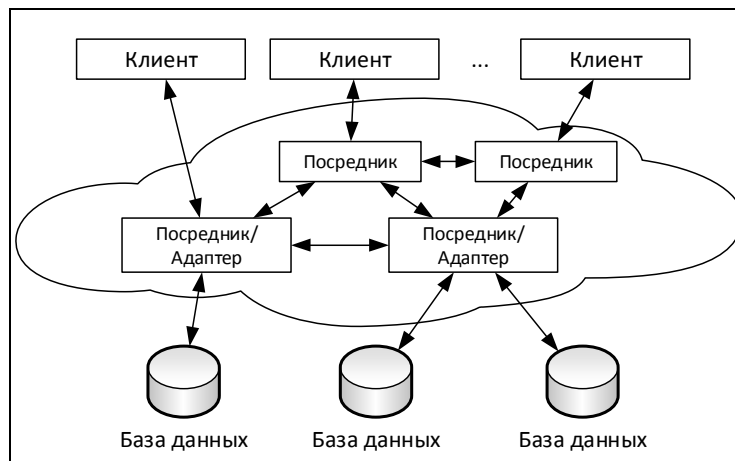 Клиент
Клиент
...
Клиент
Посредник
Посредник
Посредник/
Адаптер
Посредник/
Адаптер
База данных
База данных
База данных